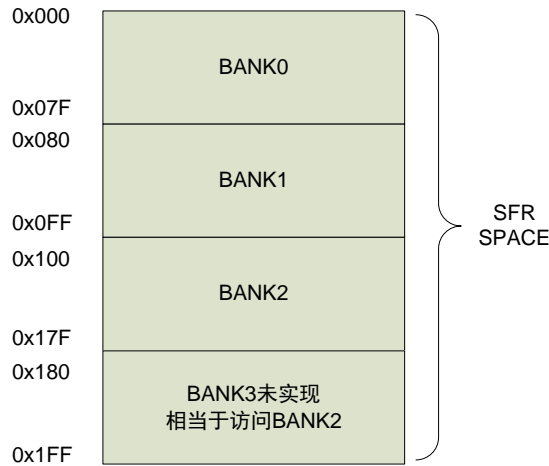 0x000
BANK0
0x07F
0x080
BANK1
0x0FF
SFR
SPACE
0x100
BANK2
0x17F
0x180
BANK3未实现
相当于访问BANK2
0x1FF